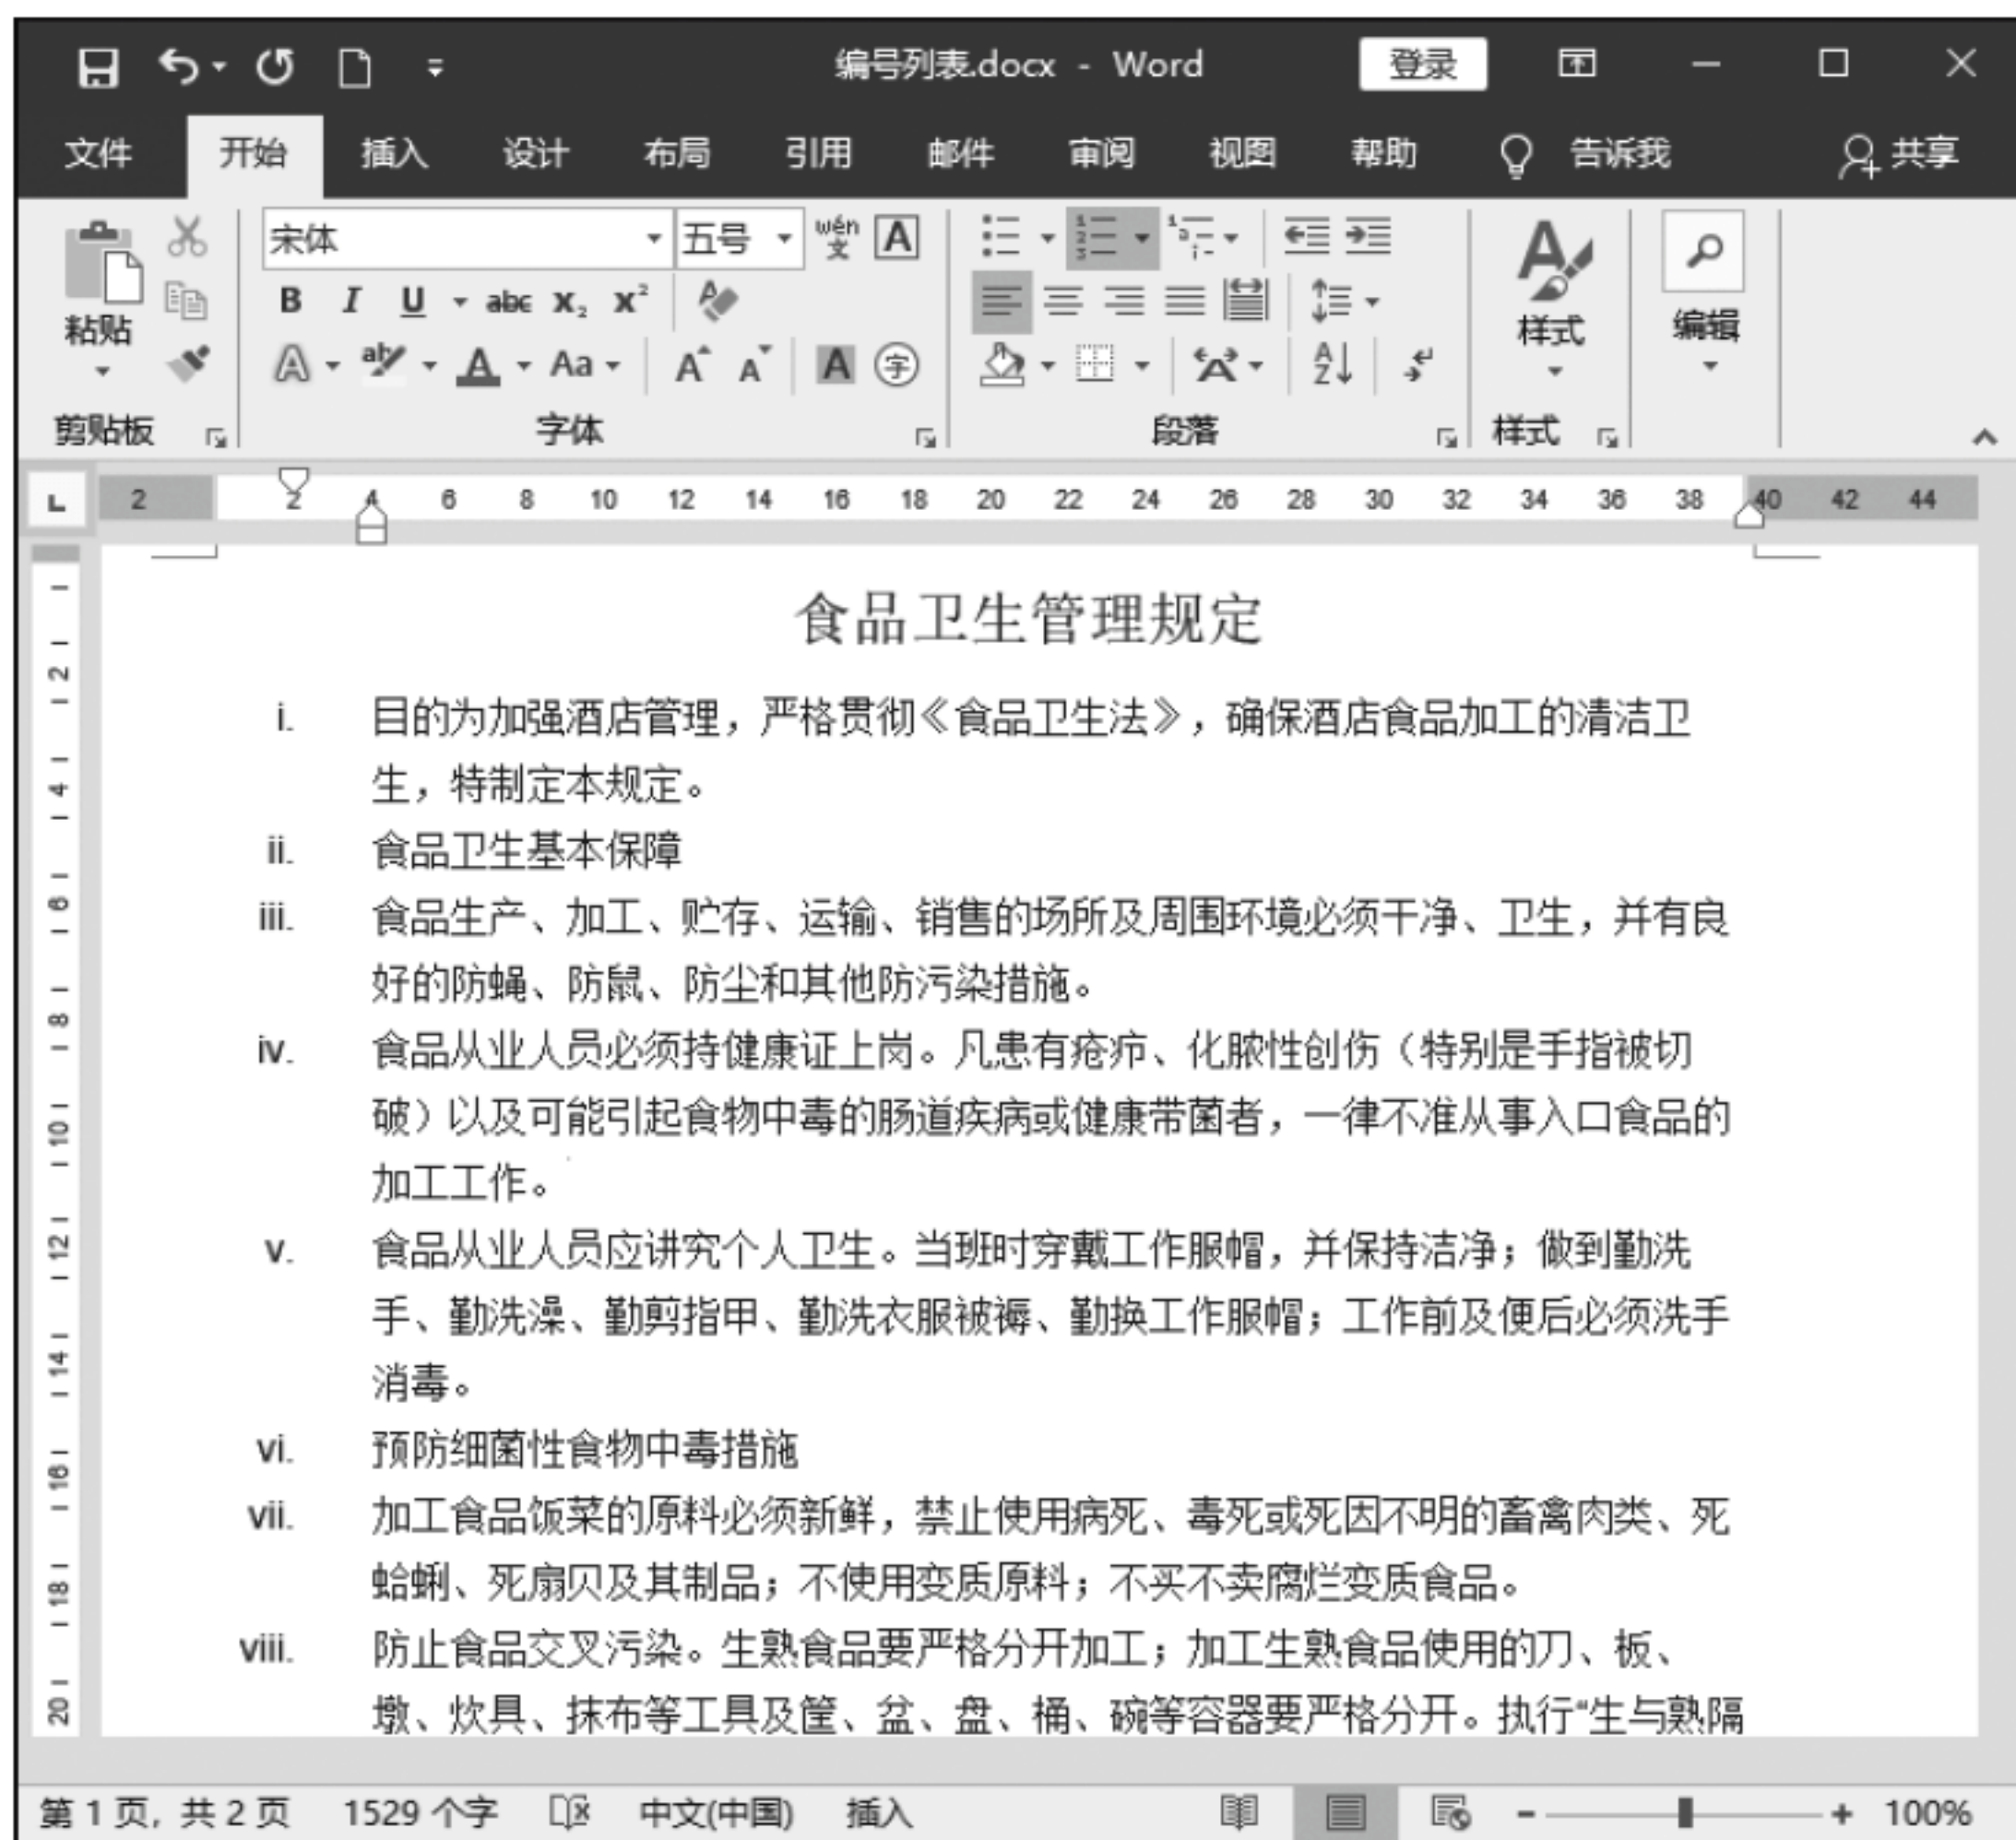 编号列表.docx - Word 登录
文件 开始 插入 设计 布局 引用 邮件 审阅 视图 帮助 告诉我 共享
宋体 五号 wén 文 A
粘贴 B I U abc x₂ x² A 样式 编辑
A aby A Aa A A A 字 A Z
剪贴板 字体 段落 样式
L 2 2 4 6 8 10 12 14 16 18 20 22 24 26 28 30 32 34 36 38 40 42 44
食品卫生管理规定
i. 目的为加强酒店管理，严格贯彻《食品卫生法》，确保酒店食品加工的清洁卫
生，特制定本规定。
ii. 食品卫生基本保障
iii. 食品生产、加工、贮存、运输、销售的场所及周围环境必须干净、卫生，并有良
好的防蝇、防鼠、防尘和其他防污染措施。
iv. 食品从业人员必须持健康证上岗。凡患有疮疖、化脓性创伤（特别是手指被切
破）以及可能引起食物中毒的肠道疾病或健康带菌者，一律不准从事入口食品的
加工工作。
v. 食品从业人员应讲究个人卫生。当班时穿戴工作服帽，并保持洁净；做到勤洗
手、勤洗澡、勤剪指甲、勤洗衣服被褥、勤换工作服帽；工作前及便后必须洗手
消毒。
vi. 预防细菌性食物中毒措施
vii. 加工食品饭菜的原料必须新鲜，禁止使用病死、毒死或死因不明的畜禽肉类、死
蛤蜊、死扇贝及其制品；不使用变质原料；不买不卖腐烂变质食品。
viii. 防止食品交叉污染。生熟食品要严格分开加工；加工生熟食品使用的刀、板、
墩、炊具、抹布等工具及筐、盆、盘、桶、碗等容器要严格分开。执行“生与熟隔
2 4 6 8 10 12 14 16 18 20
第 1 页, 共 2 页 1529 个字 中文(中国) 插入 100%